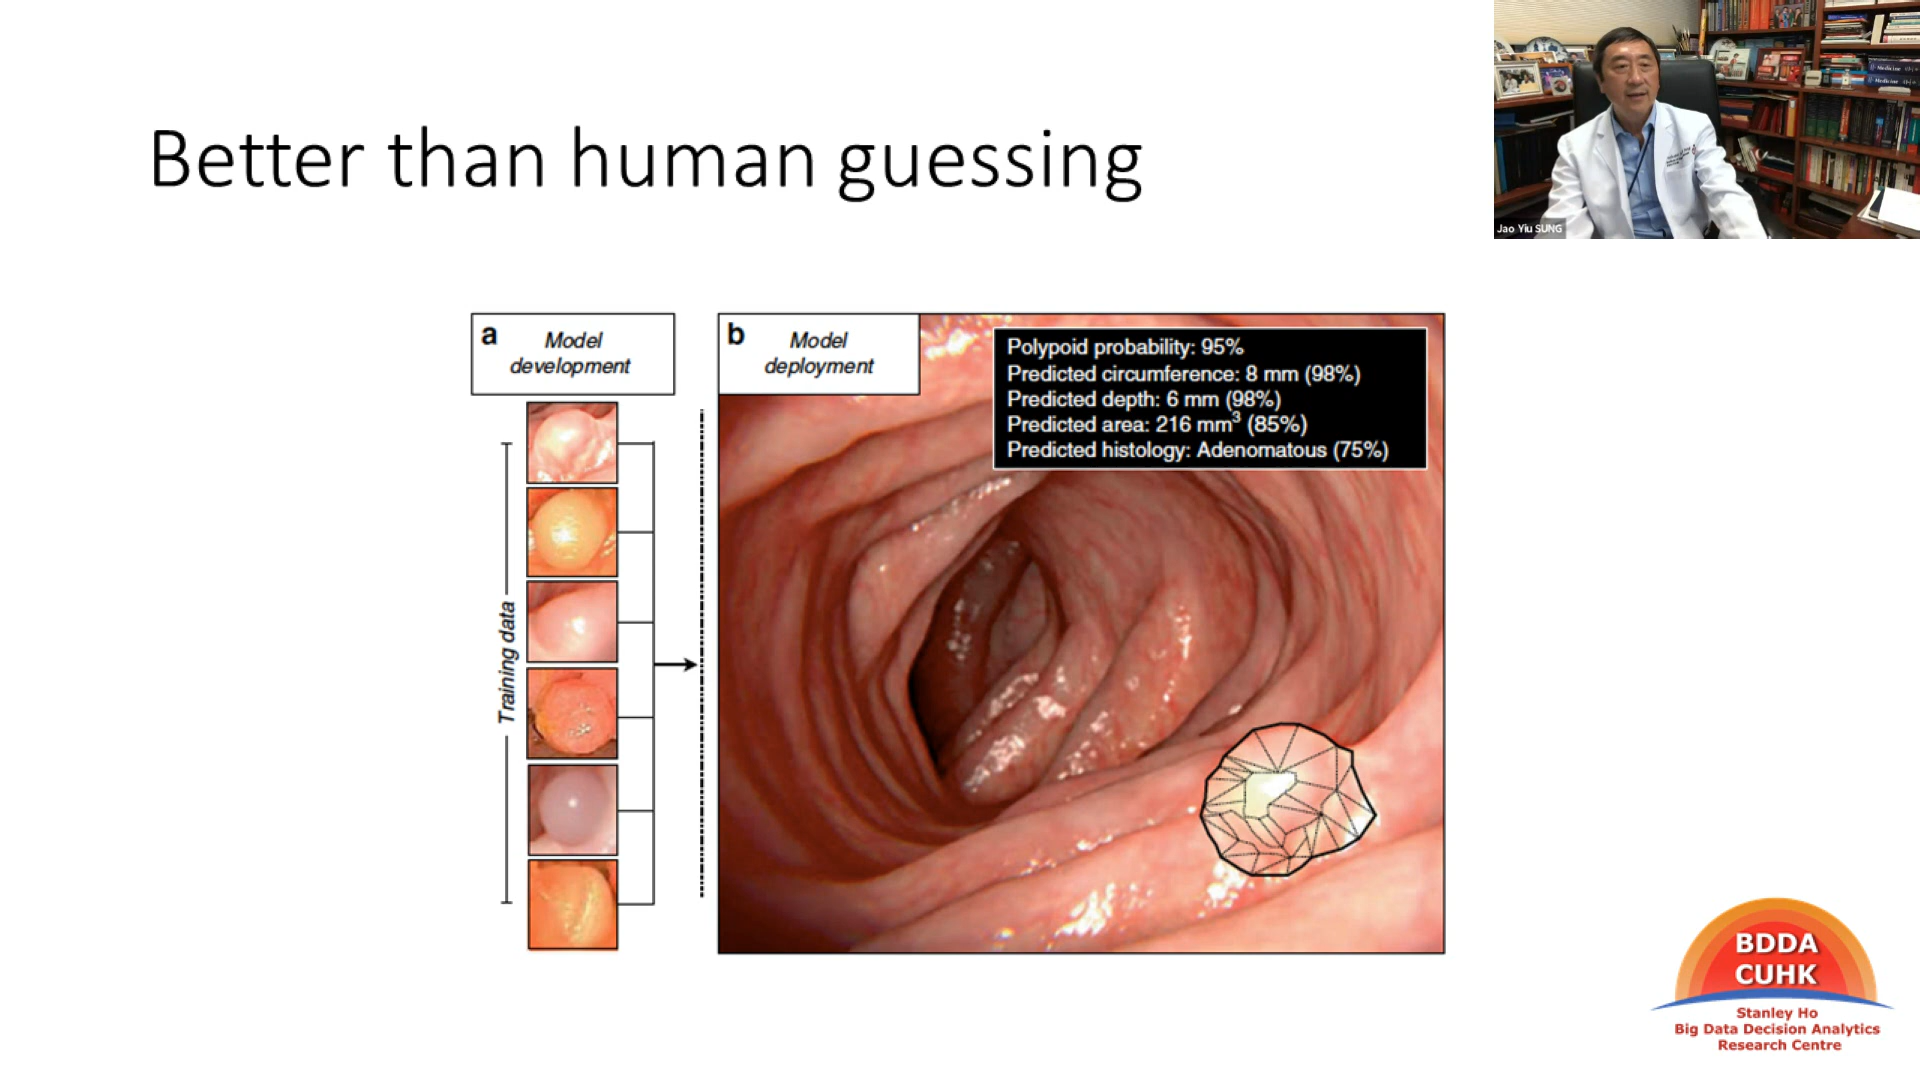 Better than human guessing
Jao Yiu SUNG
a
Model
development
b
Model
deployment
Polypoid probability: 95%
Predicted circumference: 8 mm (98%)
Predicted depth: 6 mm (98%)
Predicted area: 216 mm³ (85%)
Predicted histology: Adenomatous (75%)
Training data
BDDA
CUHK
Stanley Ho
Big Data Decision Analytics
Research Centre